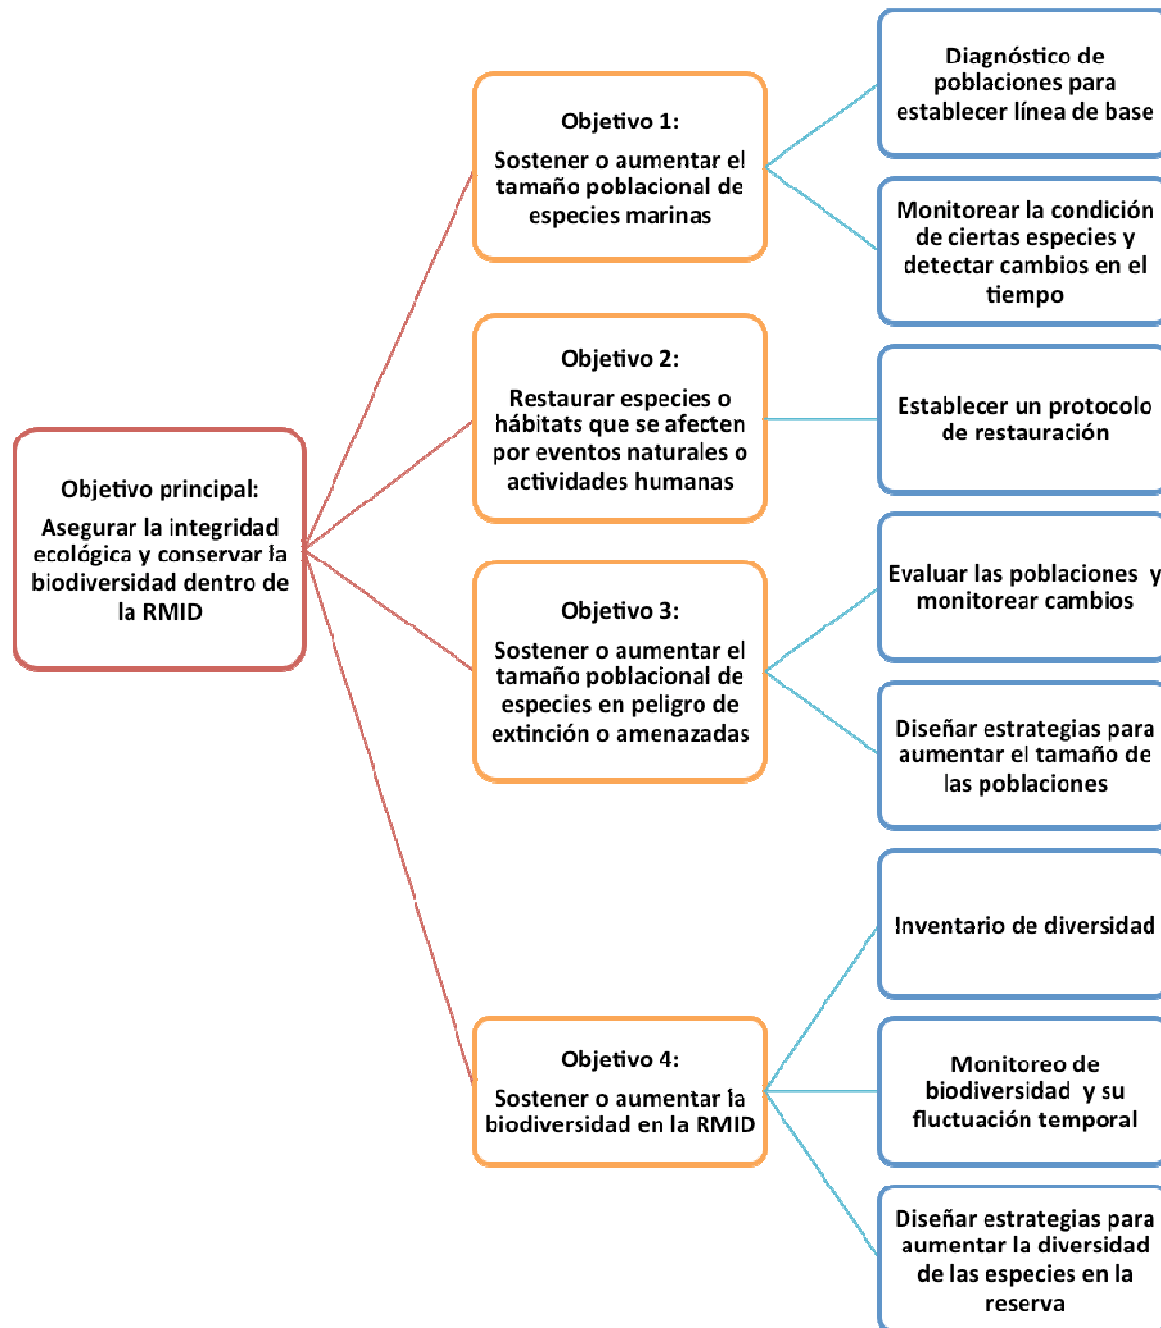 Objetivo principal:
Asegurar la integridad
ecológica y conservar la
biodiversidad dentro de
la RMID
Objetivo 1:
Sostener o aumentar el
tamaño poblacional de
especies marinas
Diagnóstico de
poblaciones para
establecer línea de base
Monitorear la condición
de ciertas especies y
detectar cambios en el
tiempo
Objetivo 2:
Restaurar especies o
hábitats que se afecten
por eventos naturales o
actividades humanas
Establecer un protocolo
de restauración
Objetivo 3:
Sostener o aumentar el
tamaño poblacional de
especies en peligro de
extinción o amenazadas
Evaluar las poblaciones y
monitorear cambios
Diseñar estrategias para
aumentar el tamaño de
las poblaciones
Objetivo 4:
Sostener o aumentar la
biodiversidad en la RMID
Inventario de diversidad
Monitoreo de
biodiversidad y su
fluctuación temporal
Diseñar estrategias para
aumentar la diversidad
de las especies en la
reserva